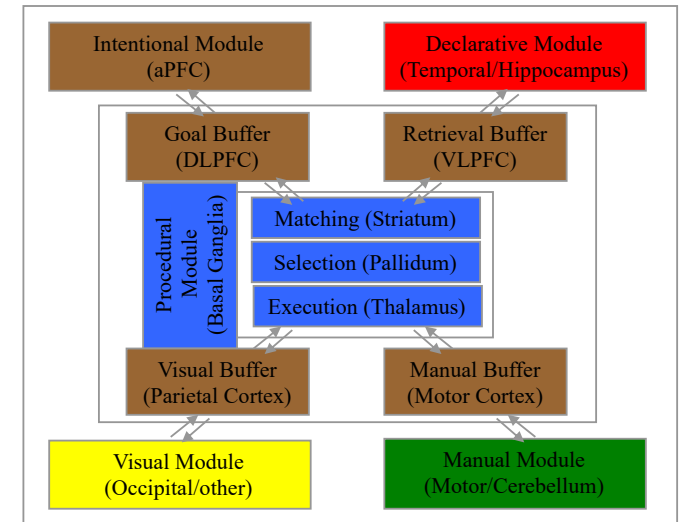 Intentional Module
(aPFC)
Declarative Module
(Temporal/Hippocampus)
Goal Buffer
(DLPFC)
Retrieval Buffer
(VLPFC)
Procedural
Module
(Basal Ganglia)
Matching (Striatum)
Selection (Pallidum)
Execution (Thalamus)
Visual Buffer
(Parietal Cortex)
Manual Buffer
(Motor Cortex)
Visual Module
(Occipital/other)
Manual Module
(Motor/Cerebellum)